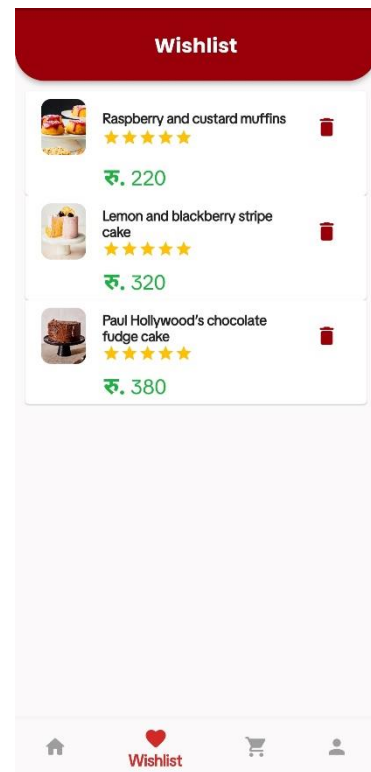 Wishlist
Raspberry and custard muffins
रु. 220
Lemon and blackberry stripe
cake
रु. 320
Paul Hollywood's chocolate
fudge cake
रु. 380
Wishlist